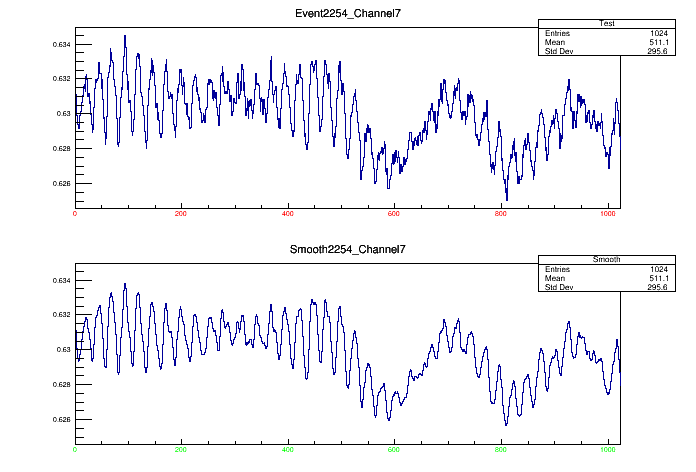 Event2254_Channel7
Test
Entries 1024
Mean 511.1
Std Dev 295.6
0.634
0.632
0.63
0.628
0.626
0 200 400 600 800 1000
Smooth2254_Channel7
Smooth
Entries 1024
Mean 511.1
Std Dev 295.6
0.634
0.632
0.63
0.628
0.626
0 200 400 600 800 1000